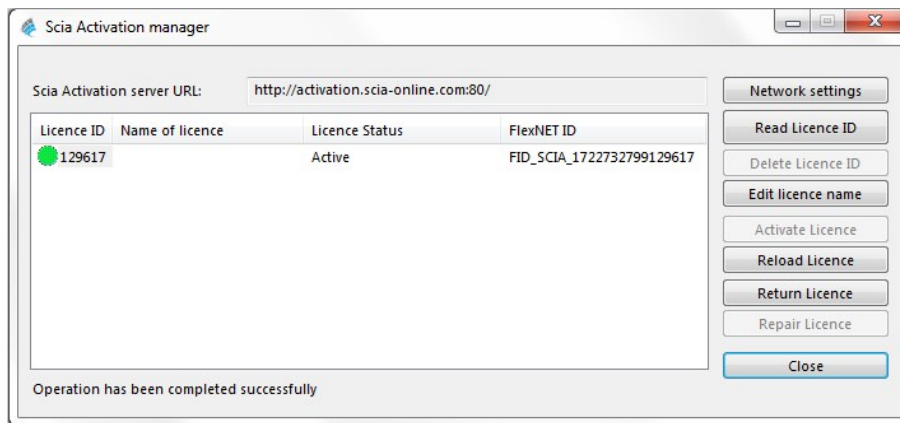 Scia Activation manager
Scia Activation server URL: http://activation.scia-online.com:80/
Network settings
Licence ID Name of licence Licence Status FlexNET ID
Read Licence ID
129617 Active FID_SCIA_1722732799129617
Delete Licence ID
Edit licence name
Activate Licence
Reload Licence
Return Licence
Repair Licence
Close
Operation has been completed successfully